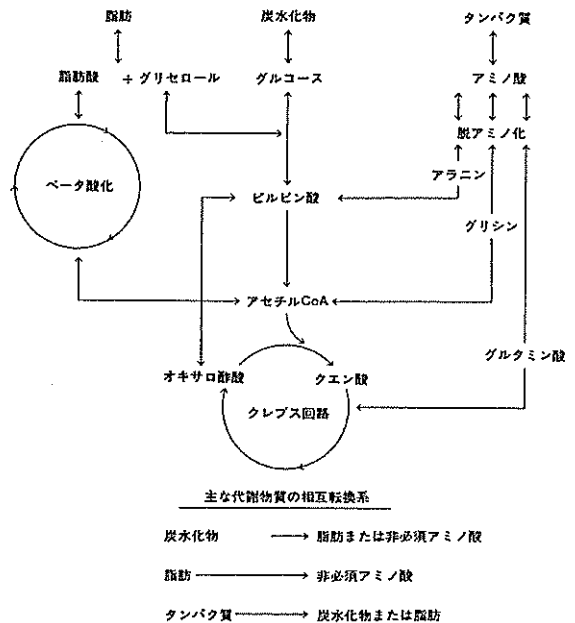 脂肪 炭水化物 タンパク質
脂肪酸 + グリセロール グルコース アミノ酸
脱アミノ化
ベータ酸化
アラニン
ピルビン酸
グリシン
アセチルCoA
グルタミン酸
オキサロ酢酸 クエン酸
クレブス回路
主な代謝物質の相互転換系
炭水化物 → 脂肪または非必須アミノ酸
脂肪 → 非必須アミノ酸
タンパク質 → 炭水化物または脂肪